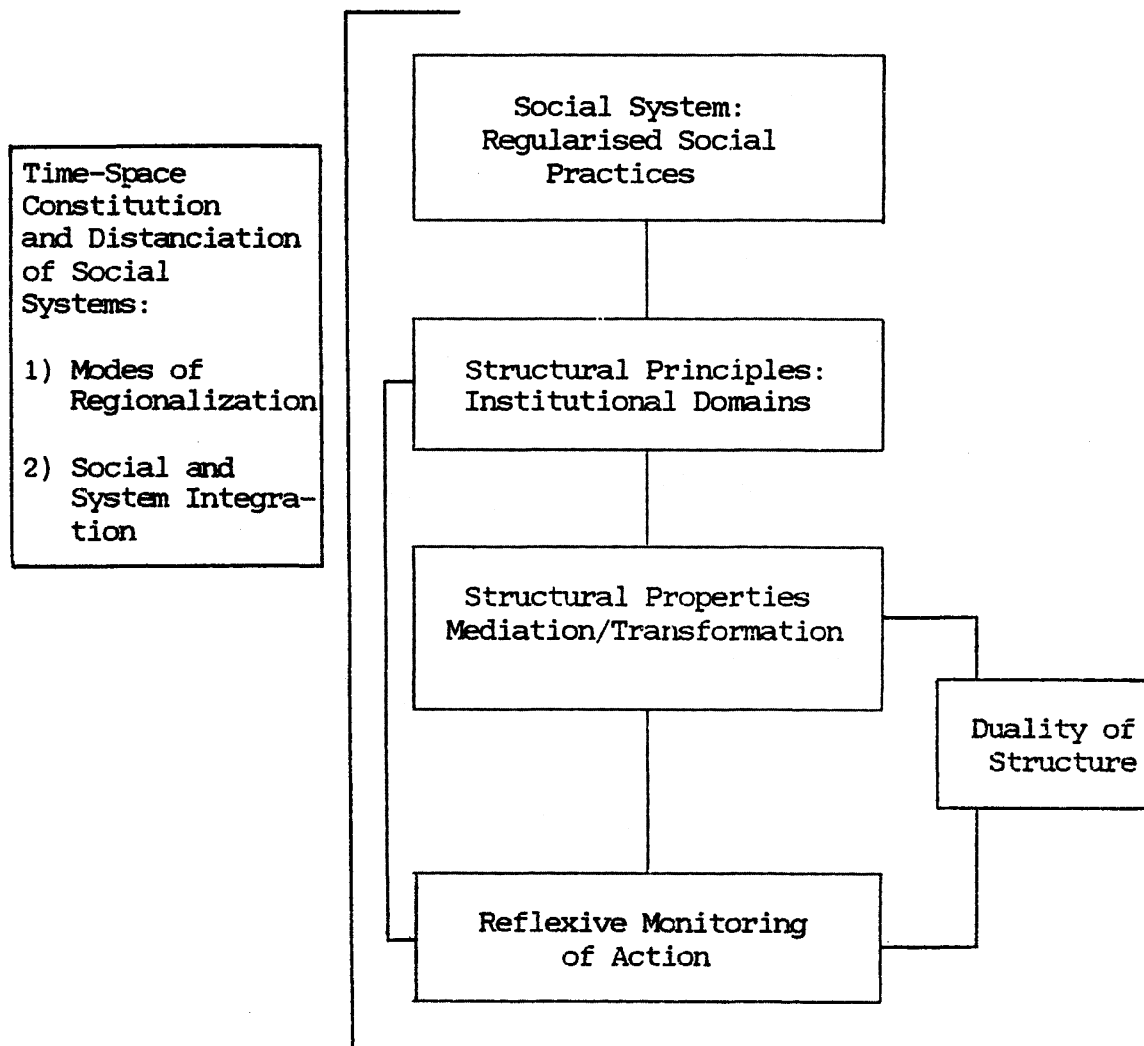 Time-Space
Constitution
and Distanciation
of Social
Systems:
1) Modes of
Regionalization
2) Social and
System Integra-
tion
Social System:
Regularised Social
Practices
Structural Principles:
Institutional Domains
Structural Properties
Mediation/Transformation
Duality of
Structure
Reflexive Monitoring
of Action